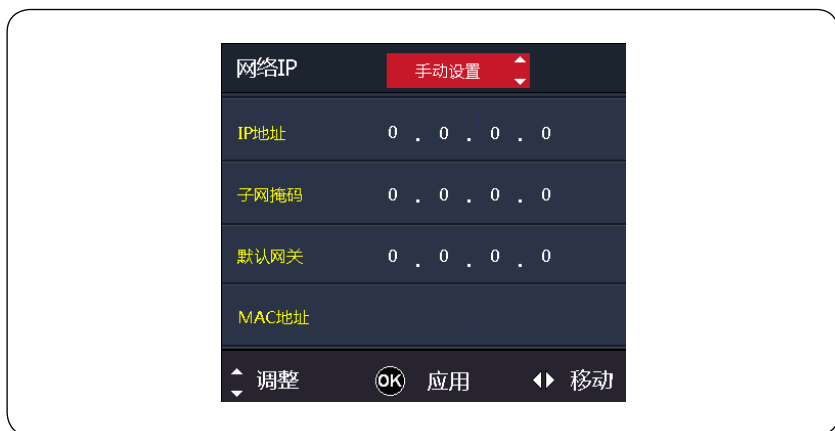 网络IP 手动设置
IP地址 0 . 0 . 0 . 0
子网掩码 0 . 0 . 0 . 0
默认网关 0 . 0 . 0 . 0
MAC地址
调整 OK 应用 移动